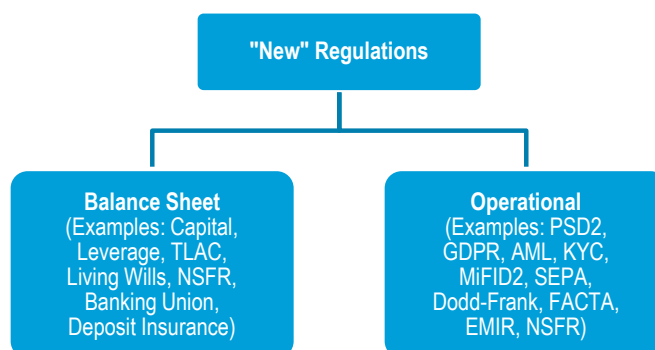 "New" Regulations
Balance Sheet
(Examples: Capital,
Leverage, TLAC,
Living Wills, NSFR,
Banking Union,
Deposit Insurance)
Operational
(Examples: PSD2,
GDPR, AML, KYC,
MiFID2, SEPA,
Dodd-Frank, FACTA,
EMIR, NSFR)